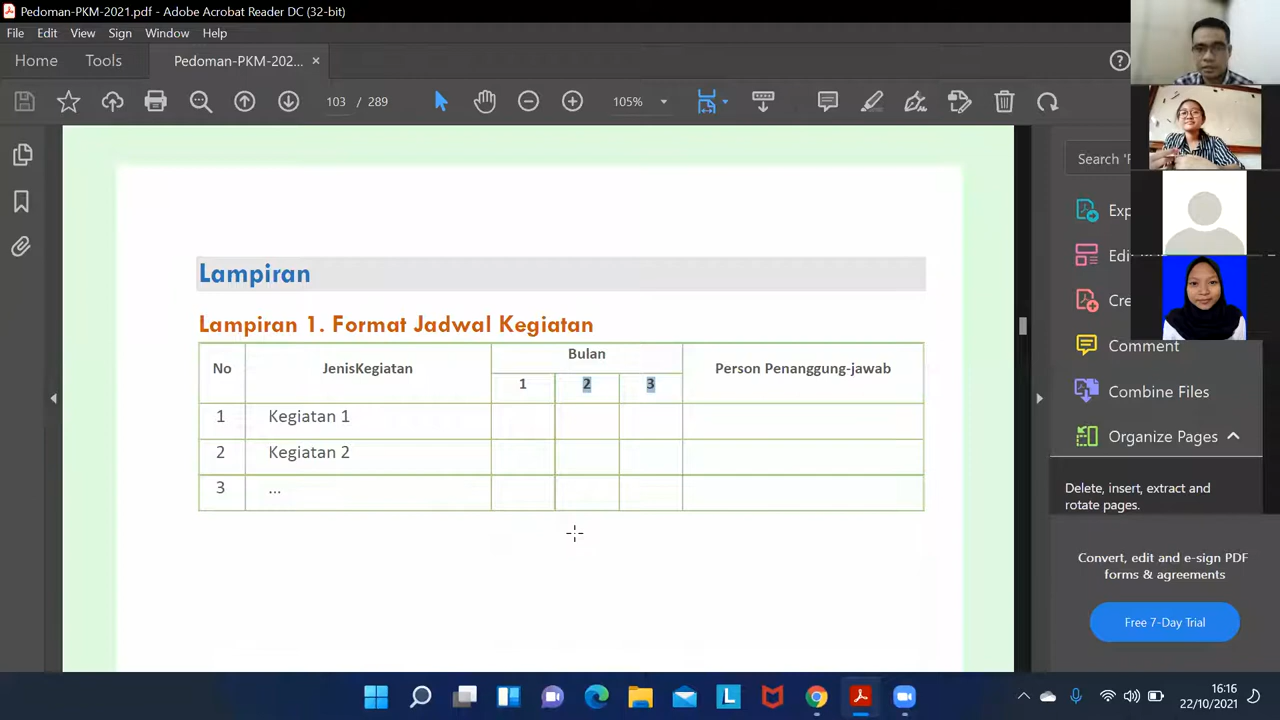 Pedoman-PKM-2021.pdf - Adobe Acrobat Reader DC (32-bit)
File Edit View Sign Window Help
Home Tools Pedoman-PKM-202... ×
103 / 289 105%
Search
Lampiran
Lampiran 1. Format Jadwal Kegiatan
No JenisKegiatan Bulan Person Penanggung-jawab
1 2 3
1 Kegiatan 1
2 Kegiatan 2
3 ...
Comment
Combine Files
Organize Pages
Delete, insert, extract and
rotate pages.
Convert, edit and e-sign PDF
forms & agreements
Free 7-Day Trial
16:16
22/10/2021